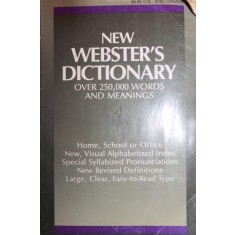 NEW
WEBSTER'S
DICTIONARY
OVER 250,000 WORDS
AND MEANINGS
Home, School or Office
New, Visual Alphabetized Index
Special Syllabized Pronunciations
New Revised Definitions
Large, Clear, Easy-to-Read Type